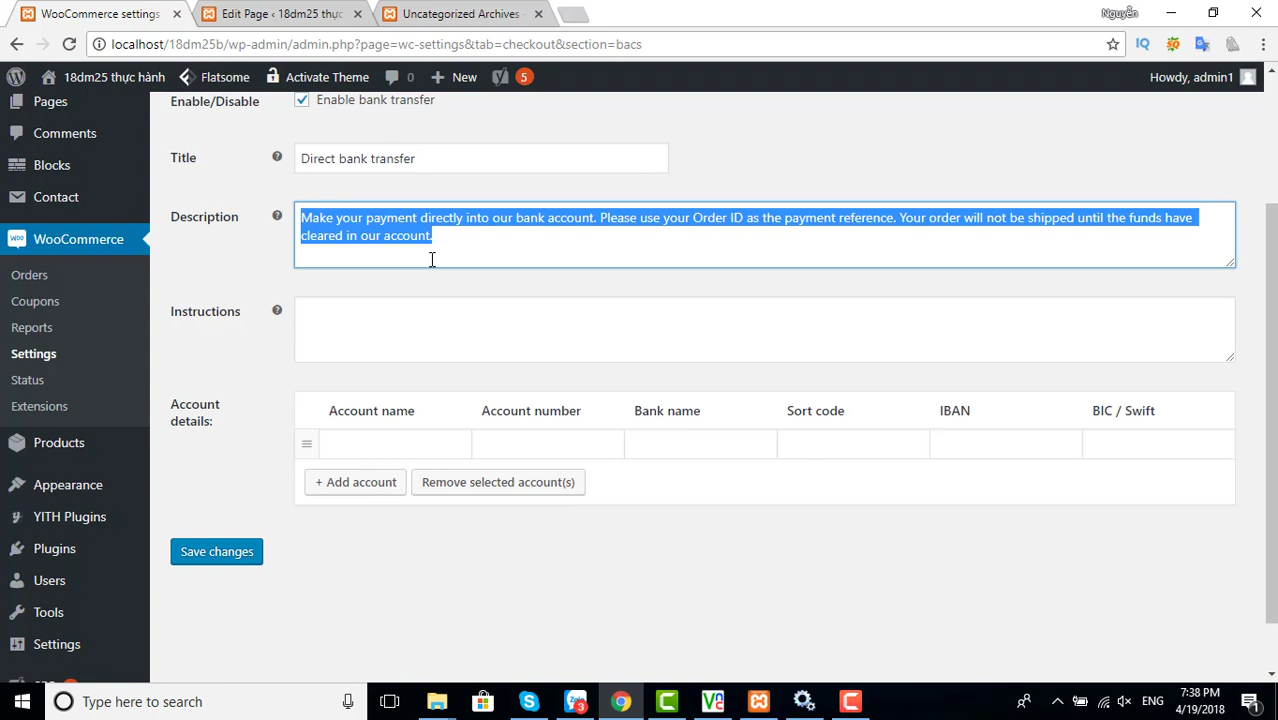 WooCommerce settings
Edit Page ‹ 18dm25 thực
Uncategorized Archives -
Nguyễn
localhost/18dm25b/wp-admin/admin.php?page=wc-settings&tab=checkout&section=bacs
18dm25 thực hành
Flatsome
Activate Theme
0
New
5
Howdy, admin1
Pages
Comments
Blocks
Contact
WooCommerce
Orders
Coupons
Reports
Settings
Status
Extensions
Products
Appearance
YITH Plugins
Plugins
Users
Tools
Settings
Enable/Disable
Enable bank transfer
Title
Direct bank transfer
Description
Make your payment directly into our bank account. Please use your Order ID as the payment reference. Your order will not be shipped until the funds have
cleared in our account.
Instructions
Account
details:
Account name
Account number
Bank name
Sort code
IBAN
BIC / Swift
+ Add account
Remove selected account(s)
Save changes
Type here to search
ENG
7:38 PM
4/19/2018